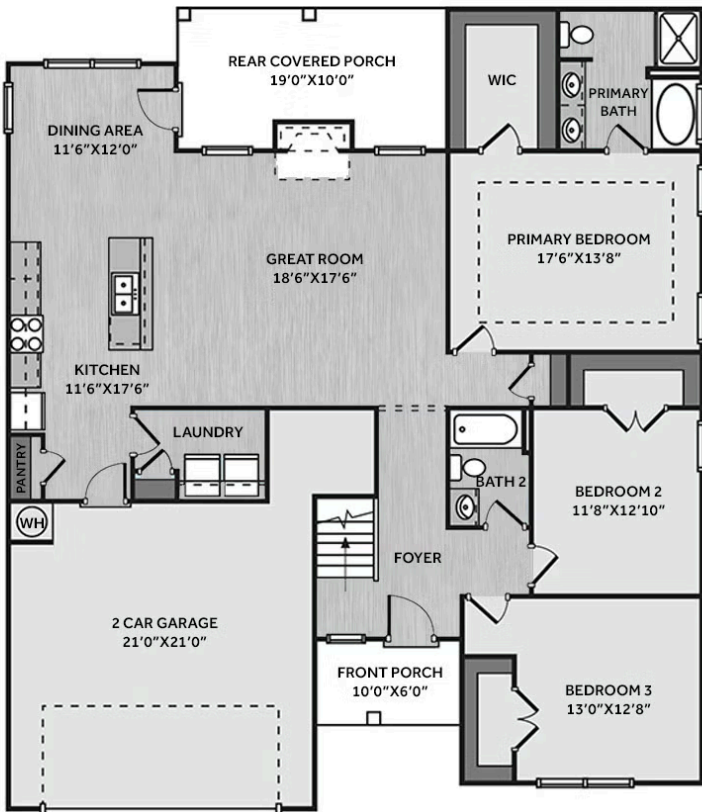 REAR COVERED PORCH
19'0"X10'0"
WIC
PRIMARY
BATH
DINING AREA
11'6"X12'0"
GREAT ROOM
18'6"X17'6"
PRIMARY BEDROOM
17'6"X13'8"
KITCHEN
11'6"X17'6"
PANTRY
LAUNDRY
BATH 2
BEDROOM 2
11'8"X12'10"
WH
FOYER
2 CAR GARAGE
21'0"X21'0"
FRONT PORCH
10'0"X6'0"
BEDROOM 3
13'0"X12'8"